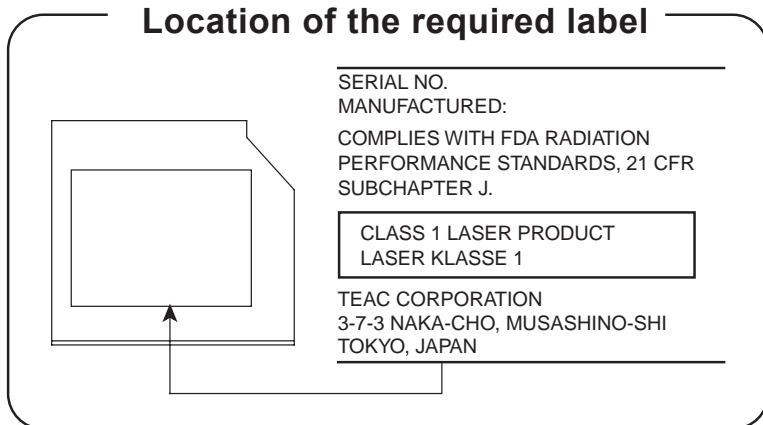 Location of the required label
SERIAL NO.
MANUFACTURED:
COMPLIES WITH FDA RADIATION
PERFORMANCE STANDARDS, 21 CFR
SUBCHAPTER J.
CLASS 1 LASER PRODUCT
LASER KLASSE 1
TEAC CORPORATION
3-7-3 NAKA-CHO, MUSASHINO-SHI
TOKYO, JAPAN